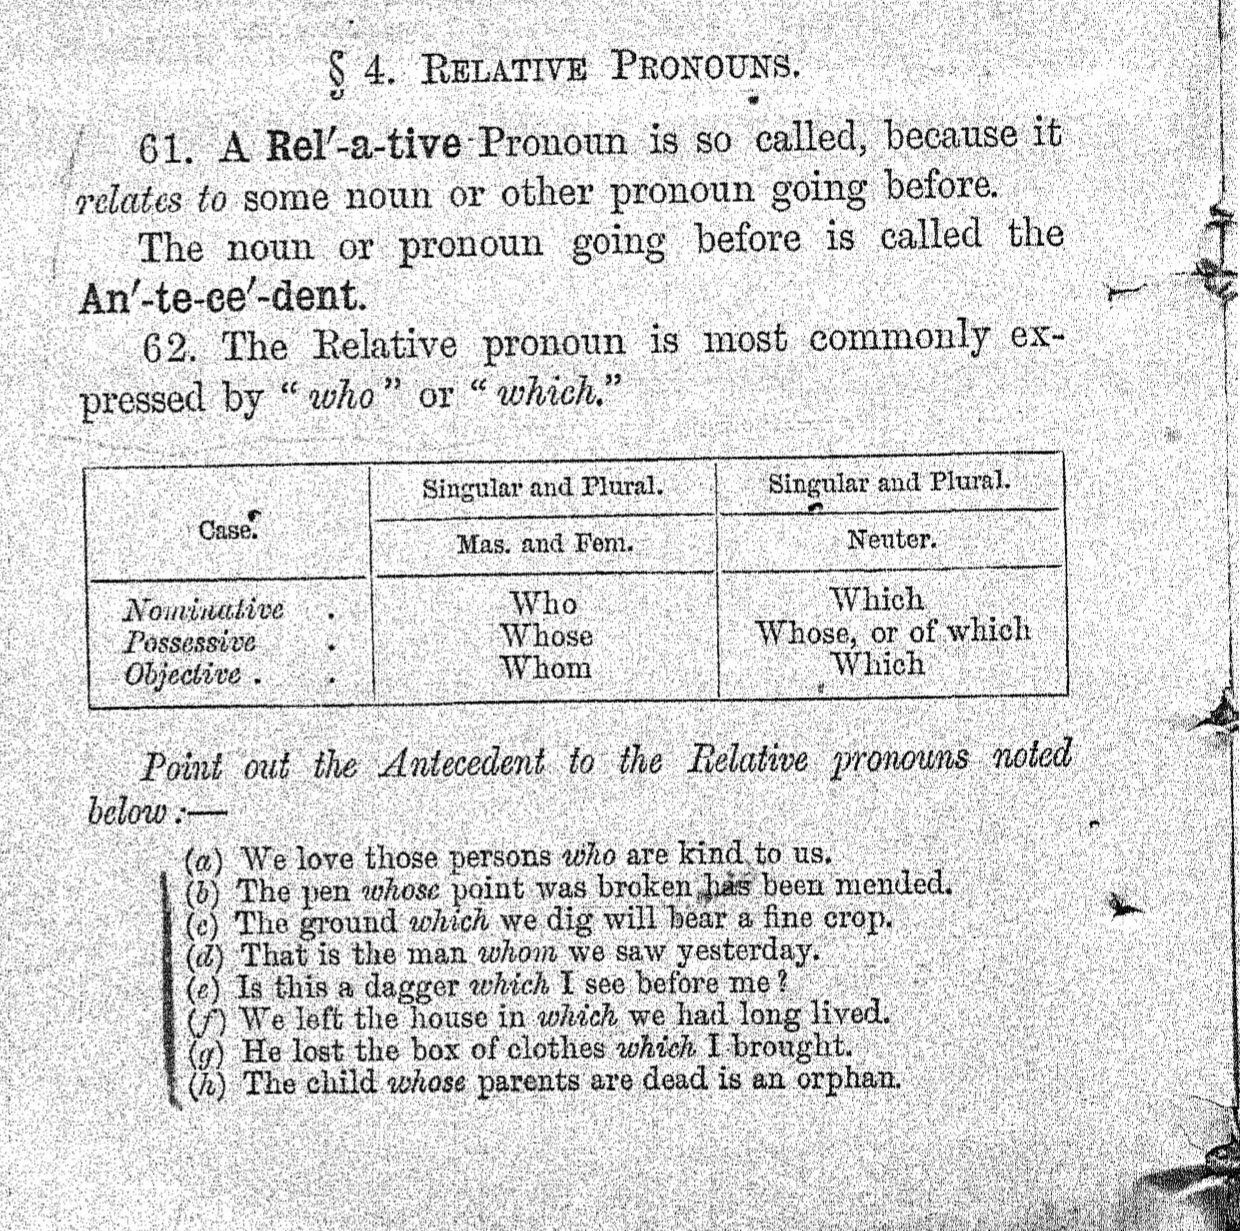 § 4. RELATIVE PRONOUNS.
61. A Rel′-a-tive Pronoun is so called, because it
relates to some noun or other pronoun going before.
The noun or pronoun going before is called the
An′-te-ce′-dent.
62. The Relative pronoun is most commonly ex-
pressed by “who” or “which.”
Case. Singular and Plural. Singular and Plural.
Mas. and Fem. Neuter.
Nominative . Who Which
Possessive . Whose Whose, or of which
Objective . . Whom Which
Point out the Antecedent to the Relative pronouns noted
below :—
(a) We love those persons who are kind to us.
(b) The pen whose point was broken has been mended.
(c) The ground which we dig will bear a fine crop.
(d) That is the man whom we saw yesterday.
(e) Is this a dagger which I see before me?
(f) We left the house in which we had long lived.
(g) He lost the box of clothes which I brought.
(h) The child whose parents are dead is an orphan.